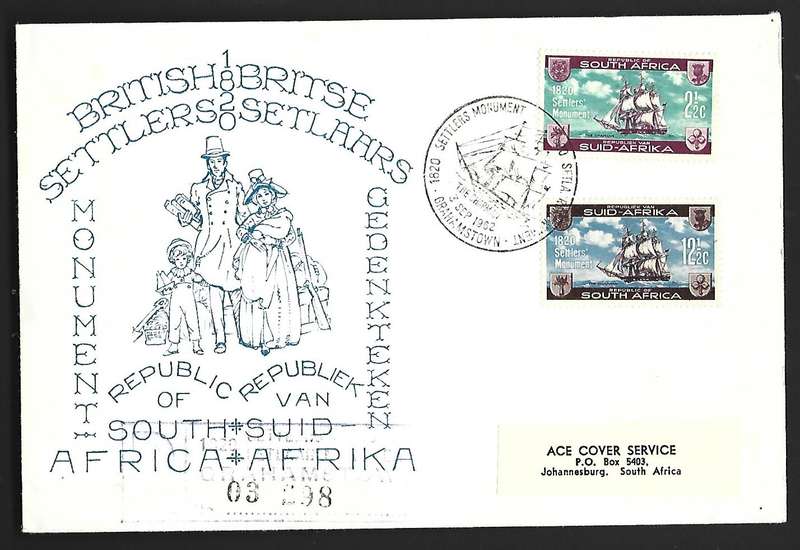 BRITISH 1820 BRITSE
SETTLERS SETLAARS
MONUMENT
GEDENKTEKEN
REPUBLIC REPUBLIEK
OF VAN
SOUTH SUID-
AFRICA AFRIKA
03 298
1820 SETTLERS MONUMENT
GRAHAMSTOWN
SEP 1962
REPUBLIC OF
SOUTH AFRICA
1820
Settlers'
Monument
2½c
REPUBLIEK VAN
SUID-AFRIKA
REPUBLIEK VAN
SUID-AFRIKA
1820
Settlers'
Monument
12½c
REPUBLIC OF
SOUTH AFRICA
ACE COVER SERVICE
P.O. Box 5403,
Johannesburg, South Africa